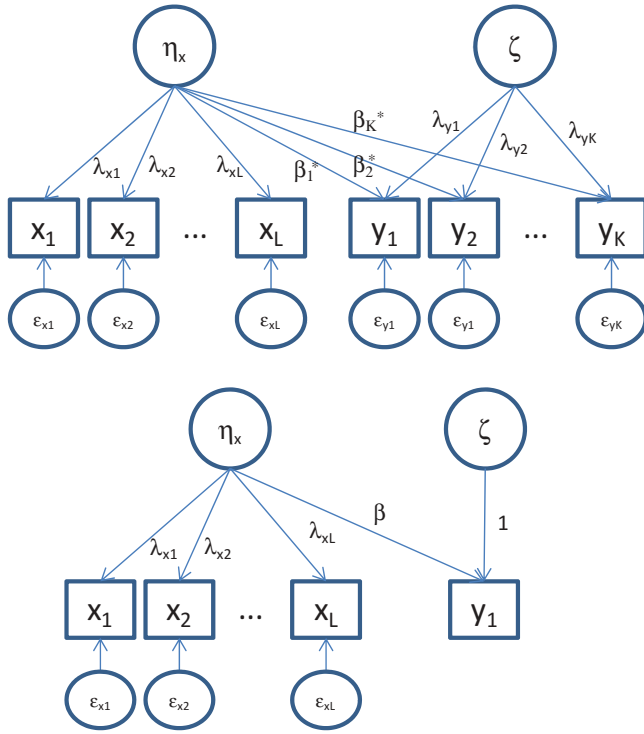 ηx ζ
βK* λy1 λyK
λx1 λx2 λxL β1* β2* λy2
x1 x2 ... xL y1 y2 ... yK
εx1 εx2 εxL εy1 εy1 εyK
ηx ζ
β 1
λx1 λx2 λxL
x1 x2 ... xL y1
εx1 εx2 εxL